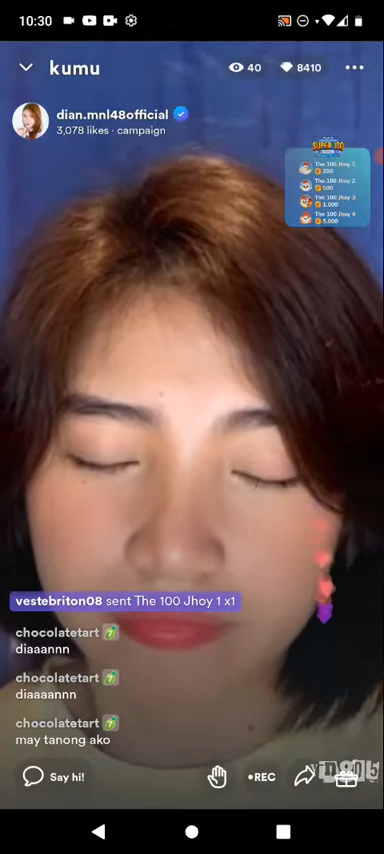 10:30
kumu
40
8410
dian.mnl48official
3,078 likes · campaign
SUPER 100
The 100 Jhoy 1
200
The 100 Jhoy 2
500
The 100 Jhoy 3
1,000
The 100 Jhoy 4
5,000
vestebriton08 sent The 100 Jhoy 1 x1
chocolatetart
diaaannn
chocolatetart
diaaaannn
chocolatetart
may tanong ako
Say hi!
•REC